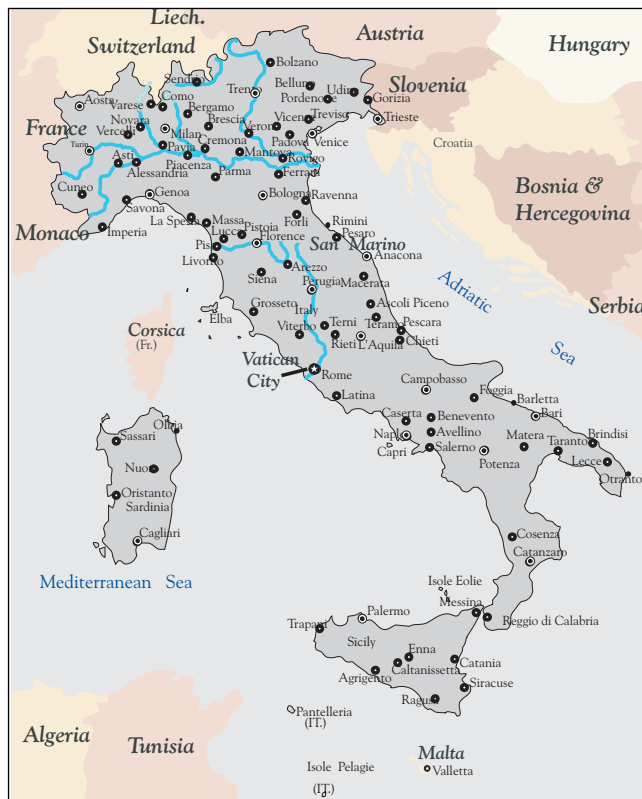 Liech.
Austria
Switzerland
Hungary
Bolzano
Sendrio
Belluno
Udine
Slovenia
Trento
Pordenone
Gorizia
Aosta
Como
Varese
Bergamo
Treviso
Trieste
Novara
Brescia
Vicenza
France
Vercelli
Milan
Verona
Padova
Venice
Croatia
Turin
Pavia
Cremona
Mantova
Rovigo
Asti
Piacenza
Parma
Ferrara
Alessandria
Cuneo
Genoa
Bologna
Ravenna
Bosnia &
Hercegovina
Savona
La Spezia
Massa
Forli
Rimini
Monaco
Imperia
Lucca
Pistoia
Florence
San Marino
Pesaro
Pisa
Livorno
Arezzo
Anacona
Siena
Perugia
Macerata
Adriatic
Sea
Serbia
Corsica
(Fr.)
Elba
Grosseto
Italy
Ascoli Piceno
Viterbo
Terni
Teramo
Pescara
Rieti
L'Aquila
Chieti
Vatican
City
Rome
Latina
Campobasso
Foggia
Barletta
Olbia
Sassari
Caserta
Benevento
Bari
Naples
Avellino
Matera
Taranto
Brindisi
Capri
Salerno
Potenza
Lecce
Nuoro
Otranto
Oristanto
Sardinia
Cagliari
Cosenza
Catanzaro
Mediterranean Sea
Isole Eolie
Messina
Palermo
Reggio di Calabria
Trapani
Sicily
Enna
Catania
Caltanissetta
Agrigento
Siracuse
Ragusa
Pantelleria
(IT.)
Algeria
Tunisia
Malta
Valletta
Isole Pelagie
(IT.)